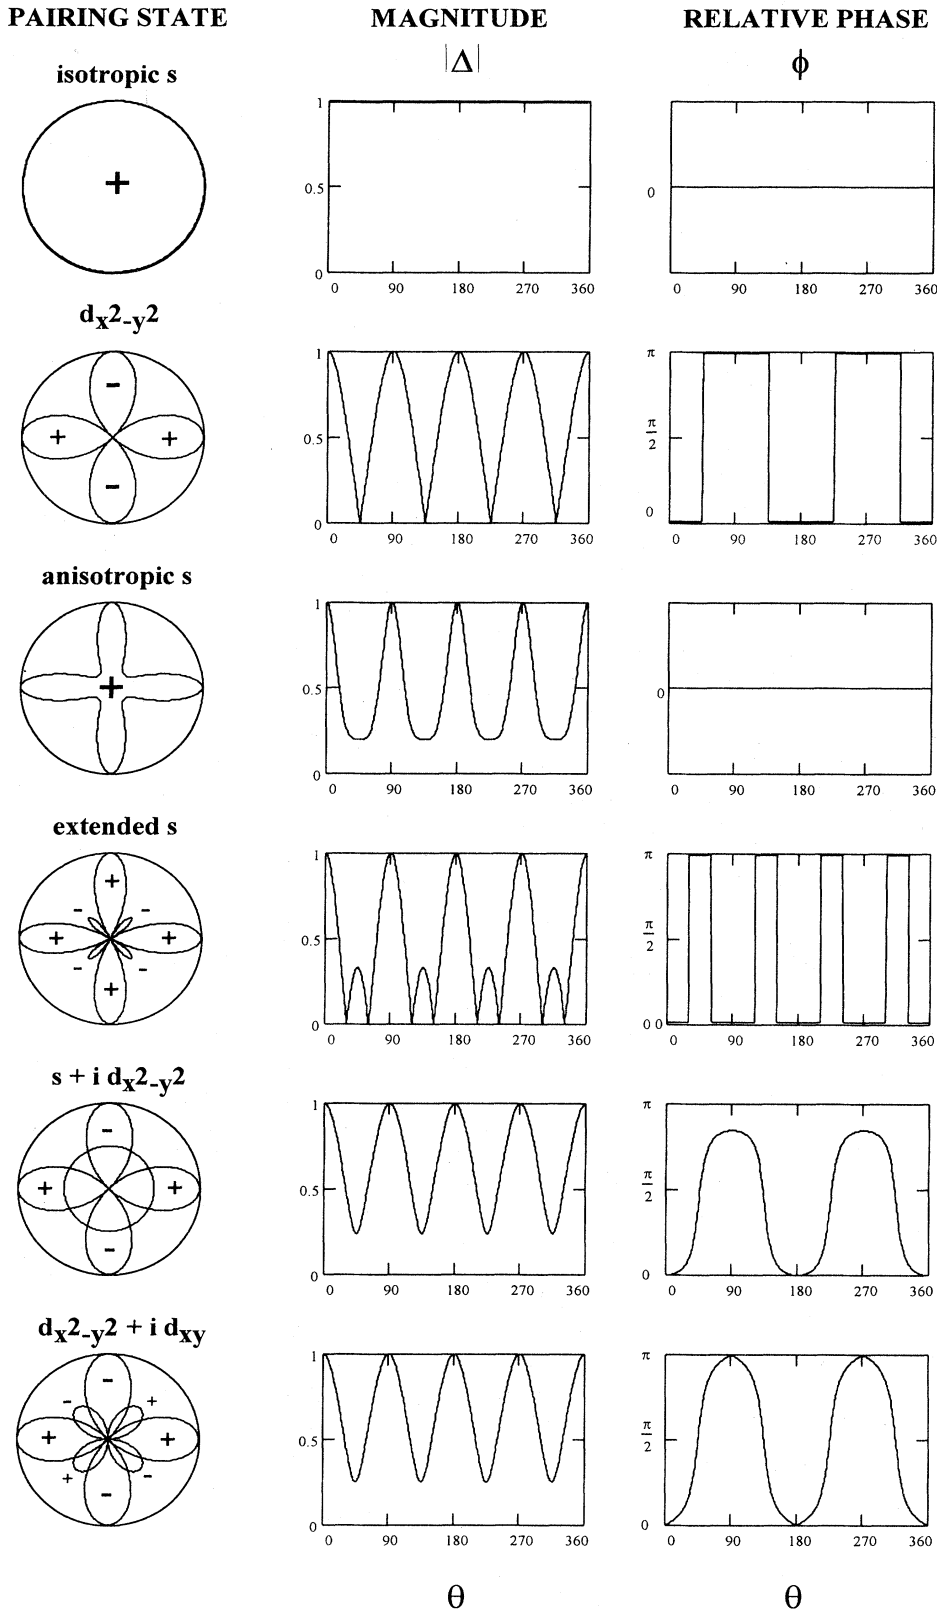 PAIRING STATE MAGNITUDE RELATIVE PHASE
|Δ| ϕ
isotropic s
+
1
0.5
0
0 90 180 270 360
0
0 90 180 270 360
dx2-y2
−
+ +
−
1
0.5
0
0 90 180 270 360
π
π
2
0
0 90 180 270 360
anisotropic s
+
1
0.5
0
0 90 180 270 360
0
0 90 180 270 360
extended s
+
- -
+ +
- -
+
1
0.5
0
0 90 180 270 360
π
π
2
0 0
0 90 180 270 360
s + i dx2-y2
-
+ +
-
1
0.5
0
0 90 180 270 360
π
π
2
0
0 90 180 270 360
dx2-y2 + i dxy
-
- +
+ +
+ -
-
1
0.5
0
0 90 180 270 360
π
π
2
0
0 90 180 270 360
θ θ